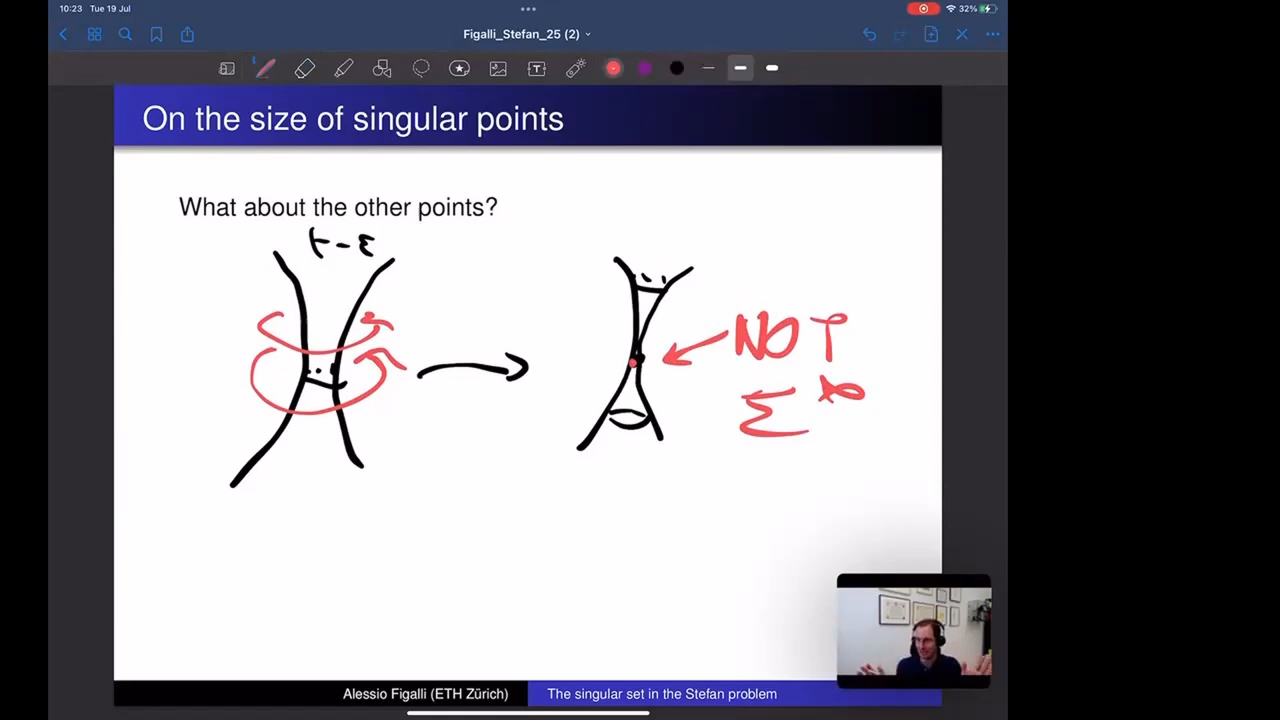 10:23 Tue 19 Jul
32%
Figalli_Stefan_25 (2)
On the size of singular points
What about the other points?
t-ε
NOT
Σ^∞
Alessio Figalli (ETH Zürich)
The singular set in the Stefan problem